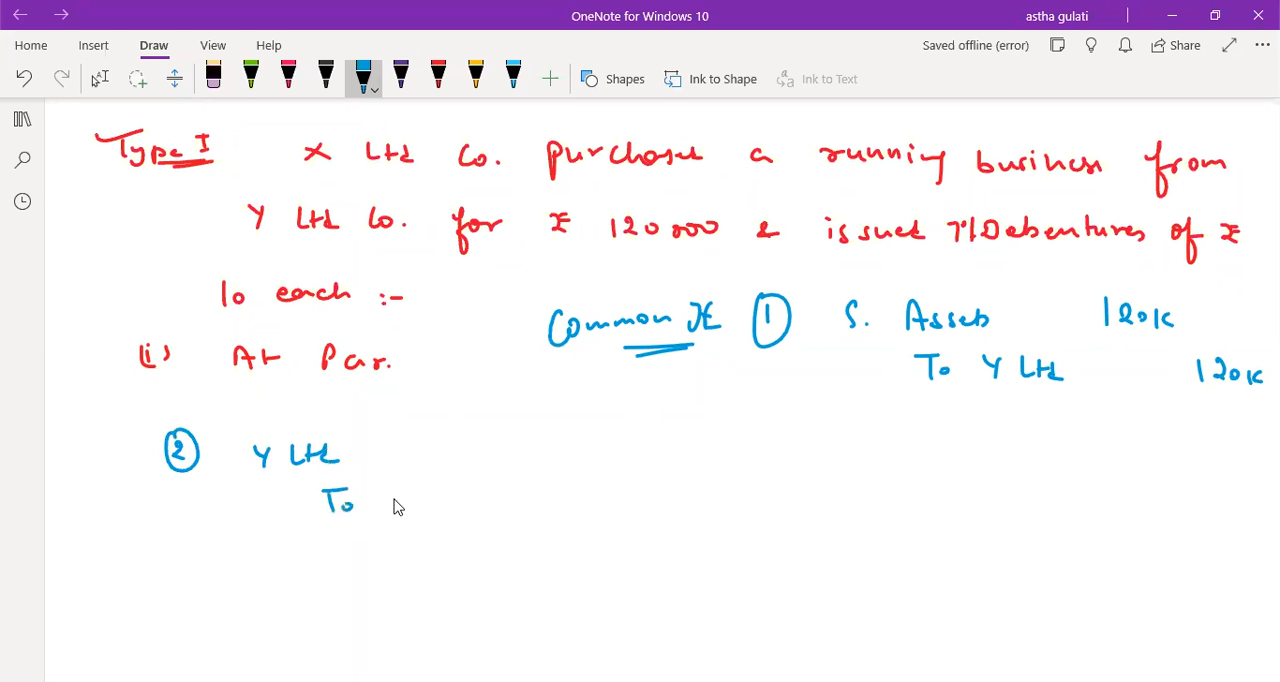 OneNote for Windows 10
astha gulati
Home Insert Draw View Help
Saved offline (error) Share
Shapes Ink to Shape Ink to Text
Type I X Ltd Co. purchases a running business from
Y Ltd Co. for ₹ 120000 & issued 7% Debentures of ₹
10 each :-
Common JE ① S. Assets 120K
To Y Ltd 120K
(i) At Par.
② Y Ltd
To